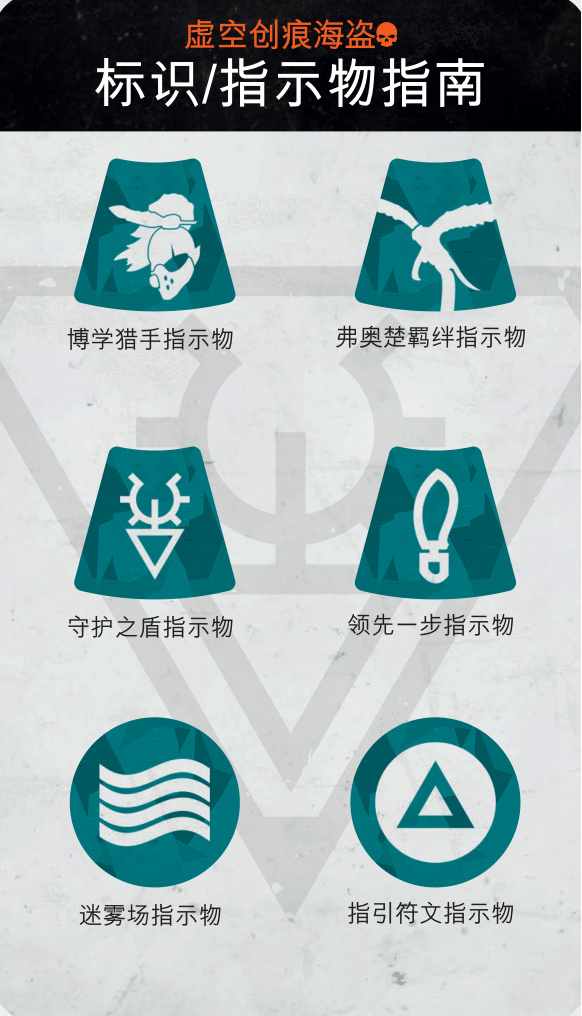 虚空创痕海盗
标识/指示物指南
博学猎手指示物
弗奥楚羁绊指示物
守护之盾指示物
领先一步指示物
迷雾场指示物
指引符文指示物